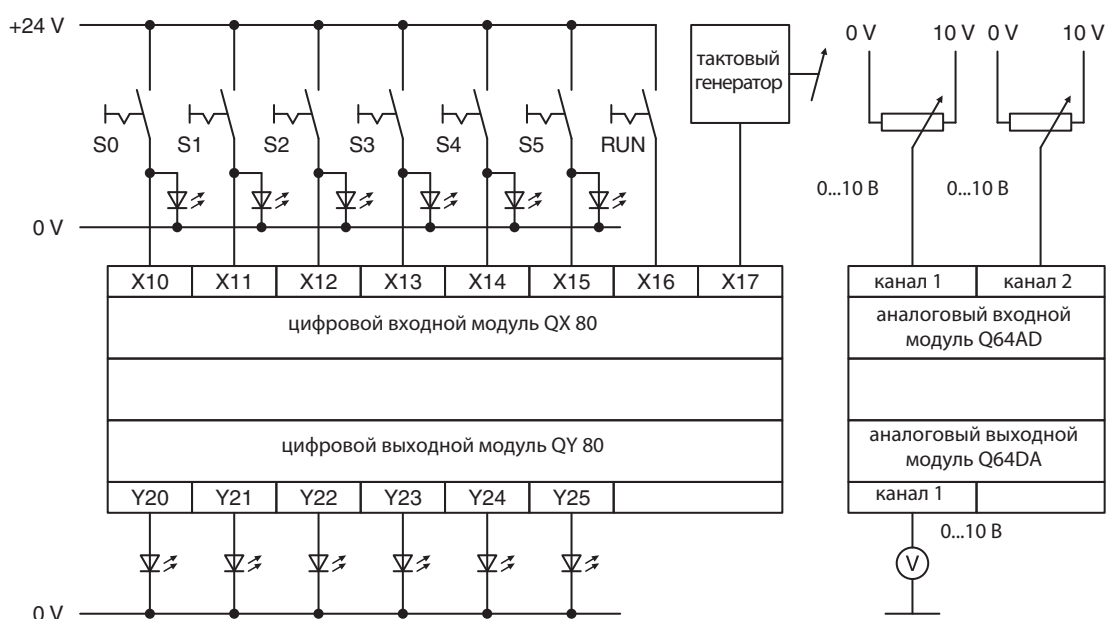 +24 V
тактовый
генератор
0 V 10 V 0 V 10 V
S0 S1 S2 S3 S4 S5 RUN
0...10 В 0...10 В
0 V
X10 X11 X12 X13 X14 X15 X16 X17
канал 1 канал 2
цифровой входной модуль QX 80
аналоговый входной
модуль Q64AD
цифровой выходной модуль QY 80
аналоговый выходной
модуль Q64DA
Y20 Y21 Y22 Y23 Y24 Y25
канал 1
0...10 В
V
0 V